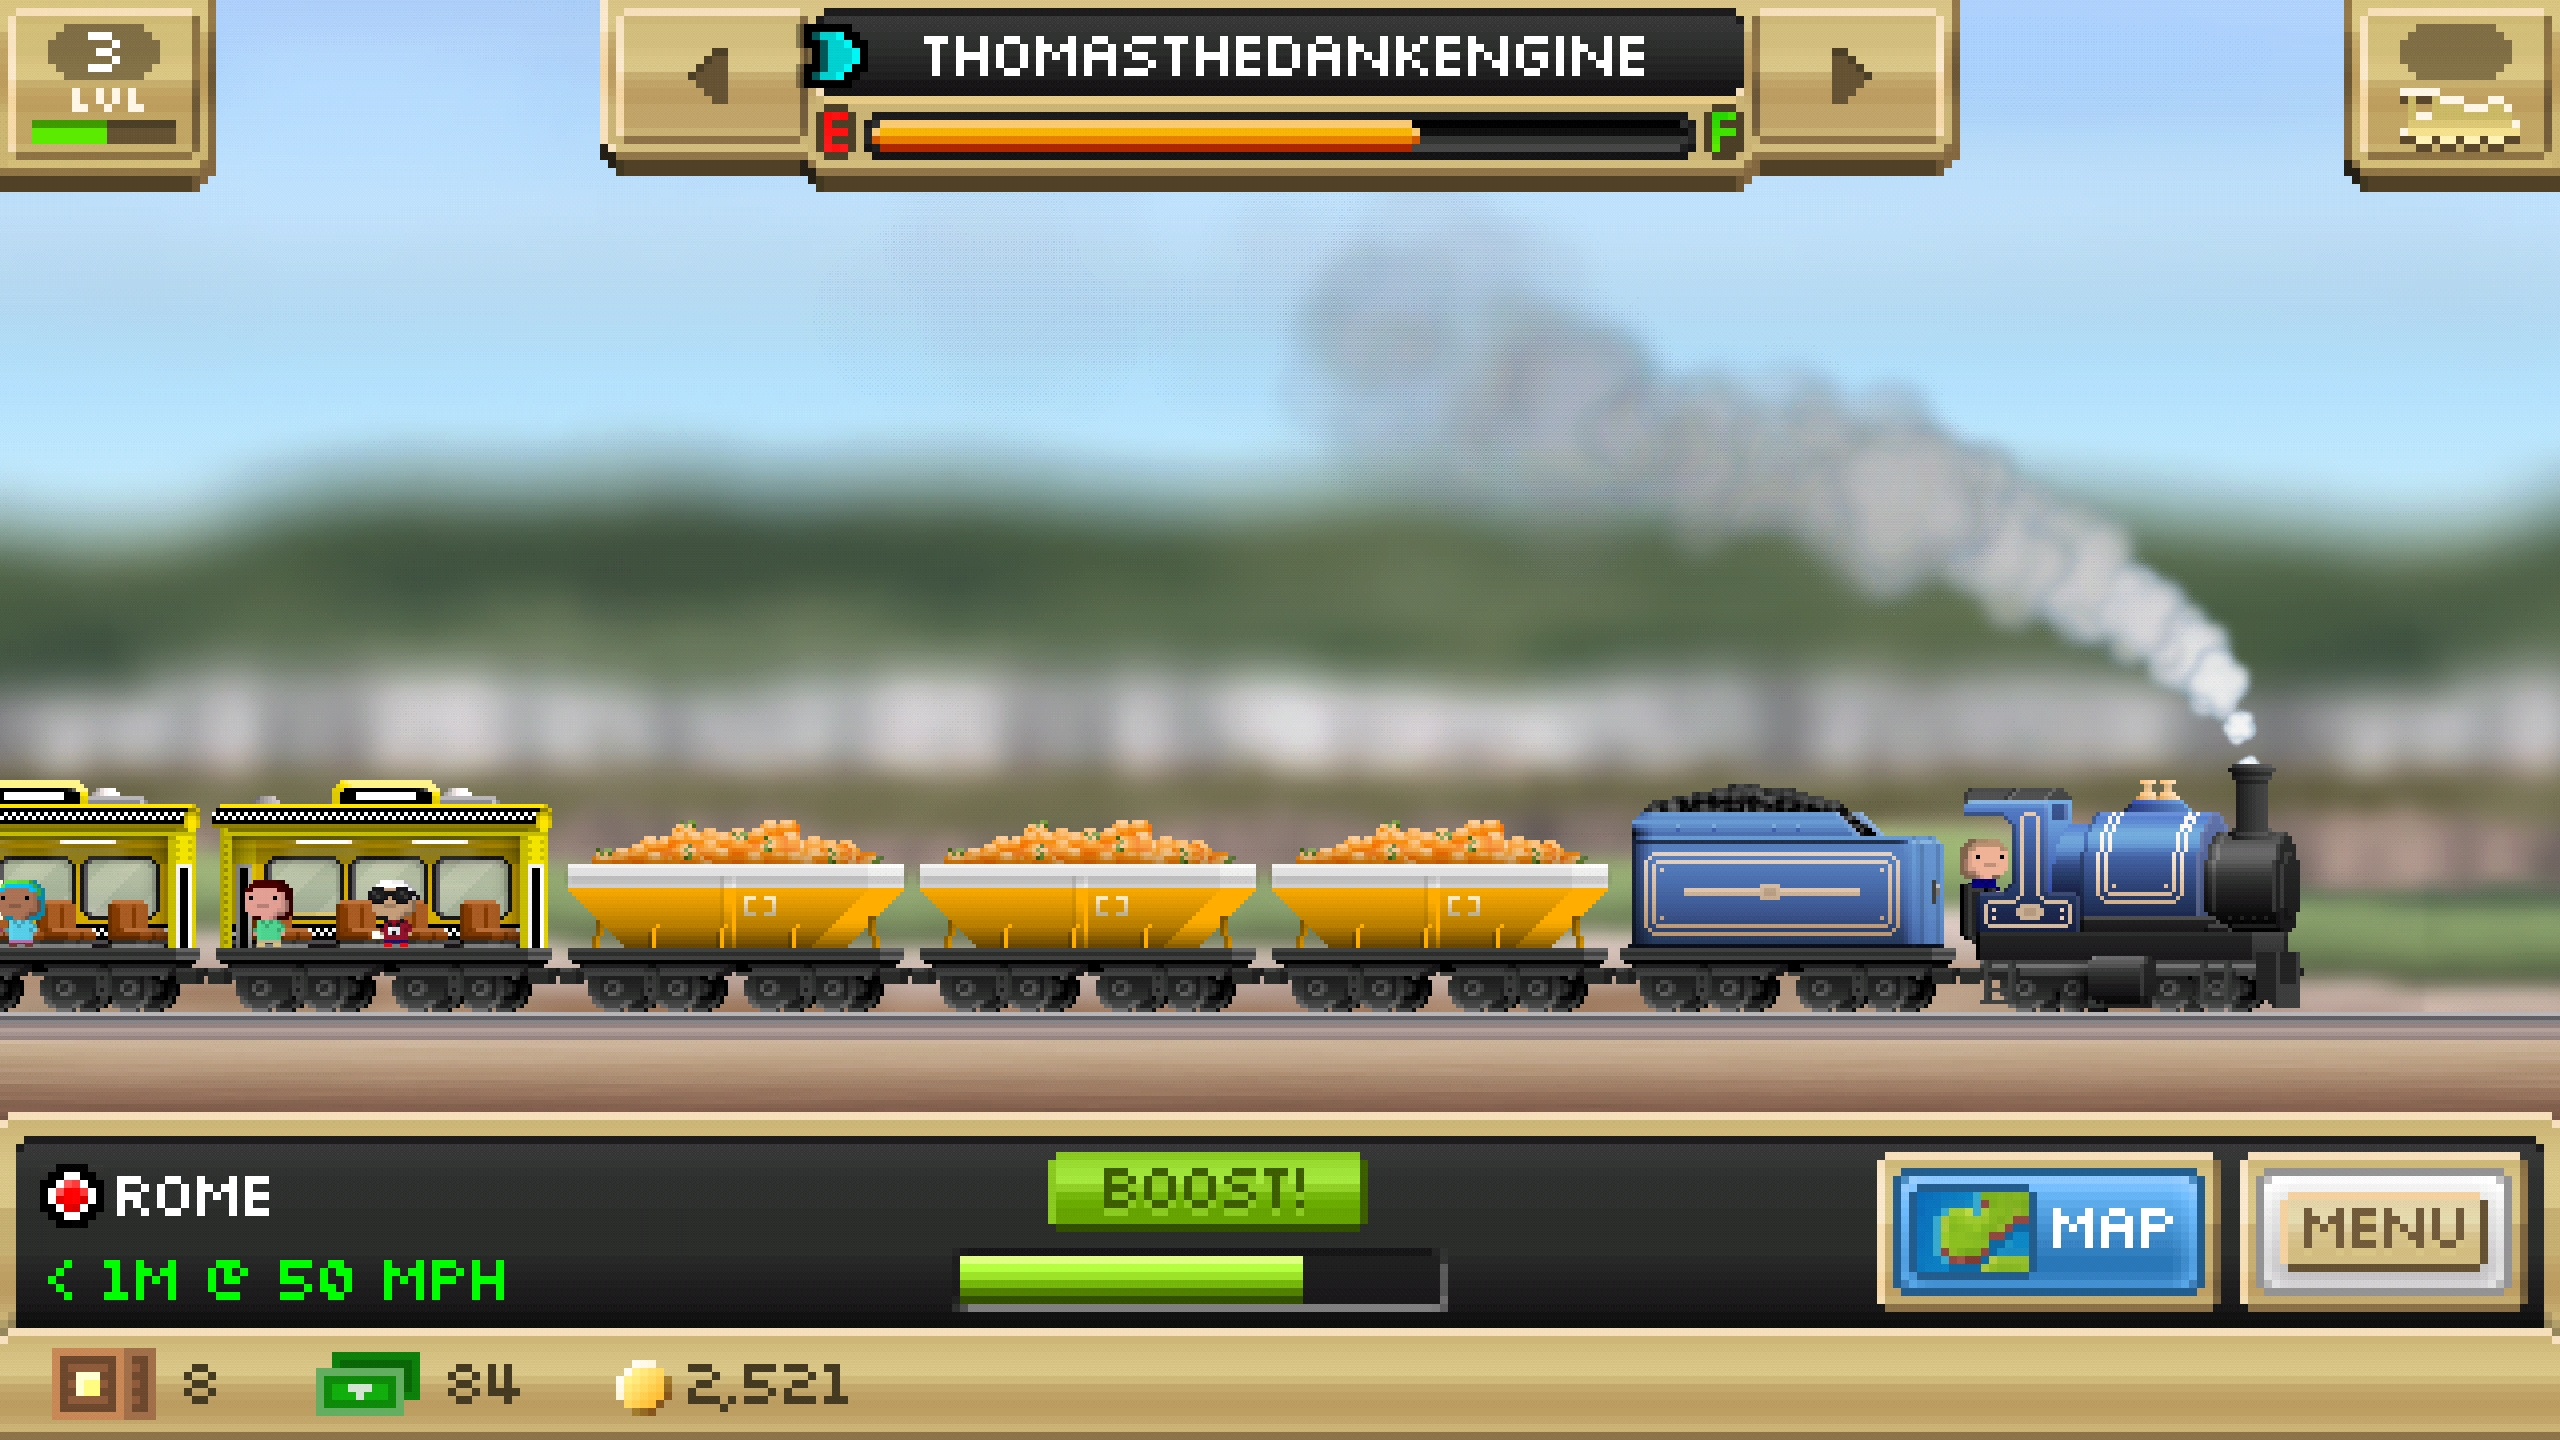 3
LVL
THOMASTHEDANKENGINE
E F
ROME
< 1M @ 50 MPH
BOOST!
MAP
MENU
8
84
2,521